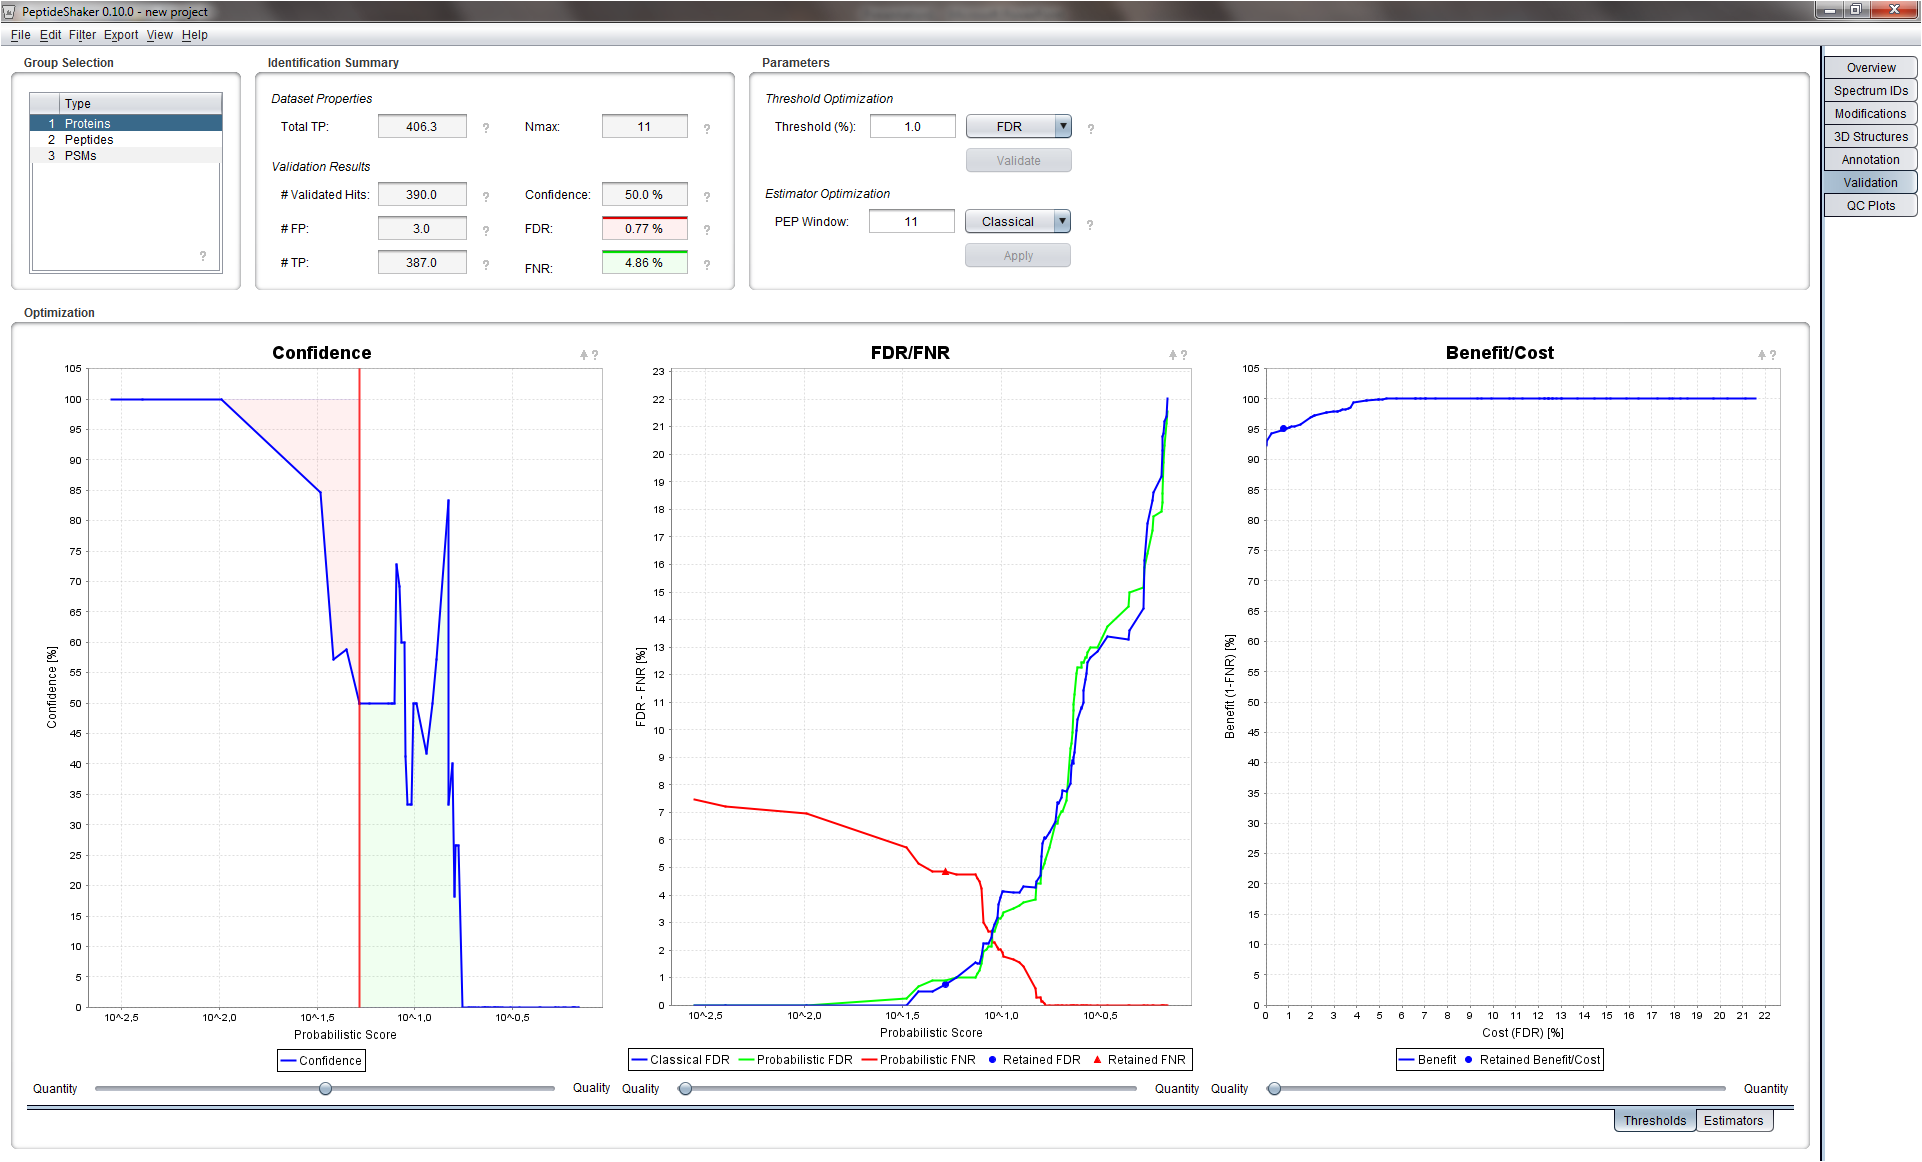 PeptideShaker 0.10.0 - new project
File Edit Filter Export View Help
Group Selection
Type
1 Proteins
2 Peptides
3 PSMs
?
Identification Summary
Dataset Properties
Total TP: 406.3 ? Nmax: 11 ?
Validation Results
# Validated Hits: 390.0 ? Confidence: 50.0 % ?
# FP: 3.0 ? FDR: 0.77 % ?
# TP: 387.0 ? FNR: 4.86 % ?
Parameters
Threshold Optimization
Threshold (%): 1.0 FDR ?
Validate
Estimator Optimization
PEP Window: 11 Classical ?
Apply
Overview
Spectrum IDs
Modifications
3D Structures
Annotation
Validation
QC Plots
Optimization
Confidence
?
105
100
95
90
85
80
75
70
65
60
55
50
45
40
35
30
25
20
15
10
5
0
Confidence [%]
10^-2,5 10^-2,0 10^-1,5 10^-1,0 10^-0,5
Probabilistic Score
Confidence
Quantity Quality
FDR/FNR
?
23
22
21
20
19
18
17
16
15
14
13
12
11
10
9
8
7
6
5
4
3
2
1
0
FDR - FNR [%]
10^-2,5 10^-2,0 10^-1,5 10^-1,0 10^-0,5
Probabilistic Score
Classical FDR Probabilistic FDR Probabilistic FNR Retained FDR Retained FNR
Quality Quantity
Benefit/Cost
?
105
100
95
90
85
80
75
70
65
60
55
50
45
40
35
30
25
20
15
10
5
0
Benefit (1-FNR) [%]
0 1 2 3 4 5 6 7 8 9 10 11 12 13 14 15 16 17 18 19 20 21 22
Cost (FDR) [%]
Benefit Retained Benefit/Cost
Quality Quantity
Thresholds Estimators